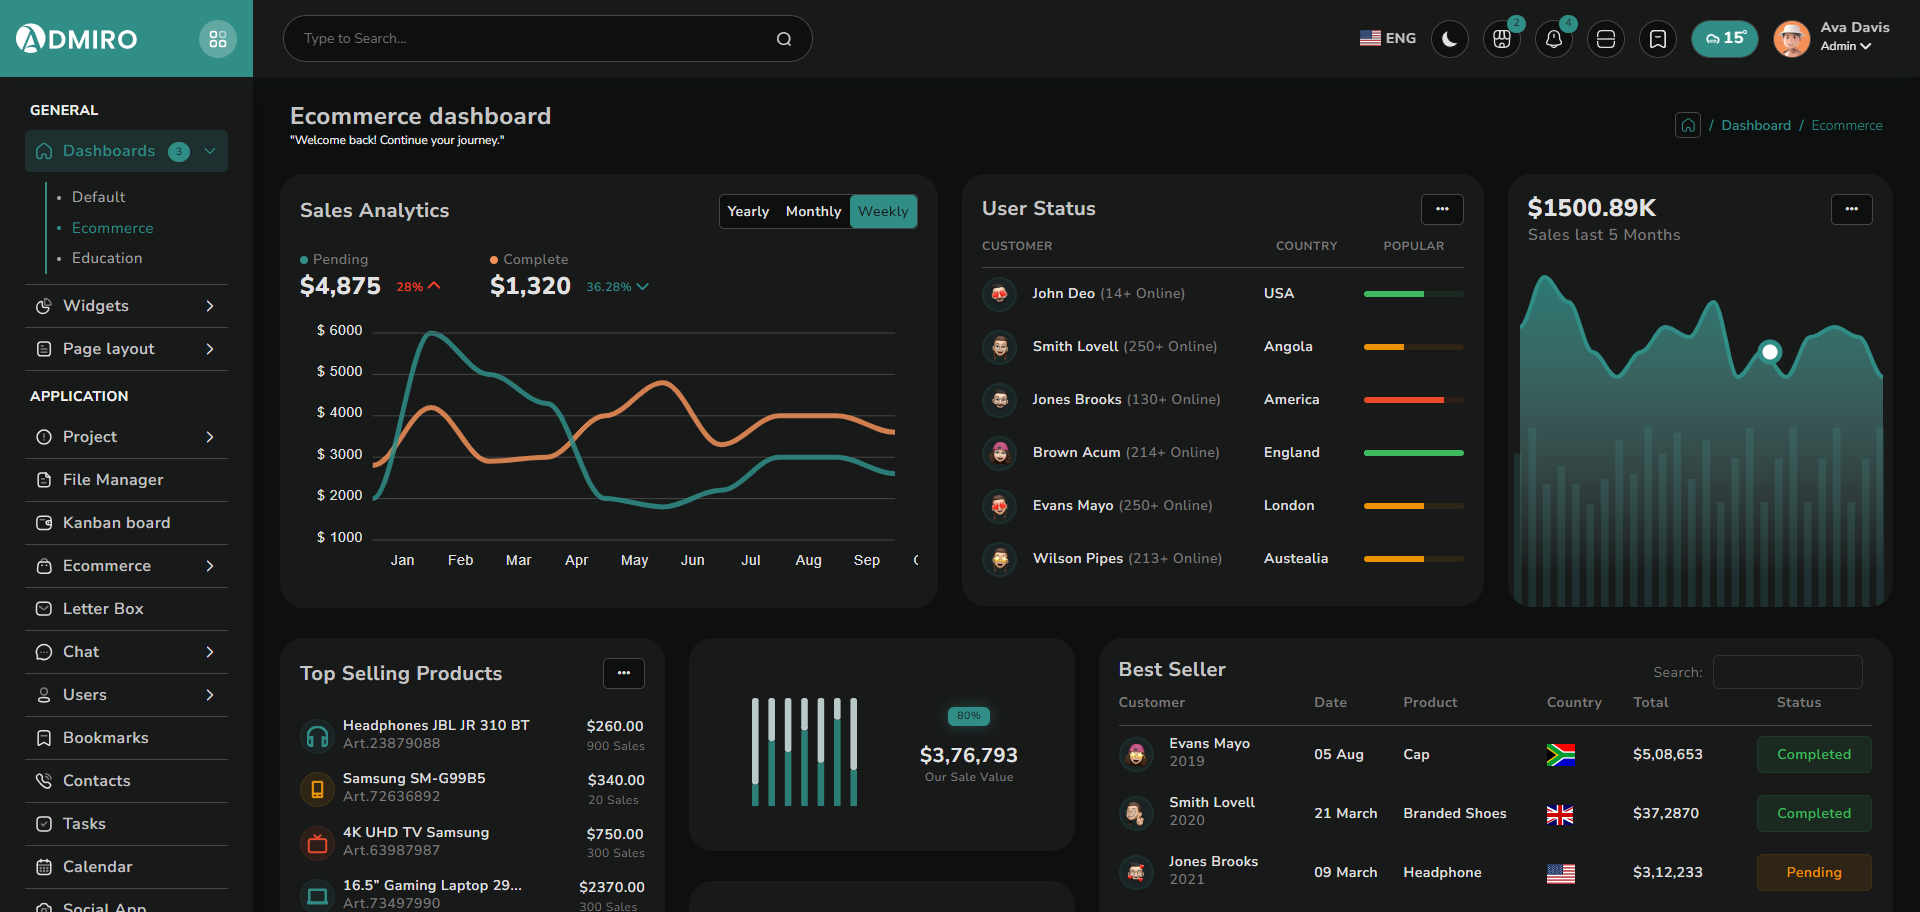 ADMIRO
Type to Search...
ENG
2
4
15°
Ava Davis
Admin
GENERAL
Dashboards 3
Default
Ecommerce
Education
Widgets
Page layout
APPLICATION
Project
File Manager
Kanban board
Ecommerce
Letter Box
Chat
Users
Bookmarks
Contacts
Tasks
Calendar
Social App
Ecommerce dashboard
"Welcome back! Continue your journey."
/ Dashboard / Ecommerce
Sales Analytics
Yearly Monthly Weekly
Pending
$4,875 28%
Complete
$1,320 36.28%
$ 6000
$ 5000
$ 4000
$ 3000
$ 2000
$ 1000
Jan Feb Mar Apr May Jun Jul Aug Sep
User Status
CUSTOMER COUNTRY POPULAR
John Deo (14+ Online) USA
Smith Lovell (250+ Online) Angola
Jones Brooks (130+ Online) America
Brown Acum (214+ Online) England
Evans Mayo (250+ Online) London
Wilson Pipes (213+ Online) Austealia
$1500.89K
Sales last 5 Months
Top Selling Products
Headphones JBL JR 310 BT $260.00
Art.23879088 900 Sales
Samsung SM-G99B5 $340.00
Art.72636892 20 Sales
4K UHD TV Samsung $750.00
Art.63987987 300 Sales
16.5" Gaming Laptop 29... $2370.00
Art.73497990 300 Sales
80%
$3,76,793
Our Sale Value
Best Seller
Search:
Customer Date Product Country Total Status
Evans Mayo
2019
05 Aug Cap $5,08,653 Completed
Smith Lovell
2020
21 March Branded Shoes $37,2870 Completed
Jones Brooks
2021
09 March Headphone $3,12,233 Pending